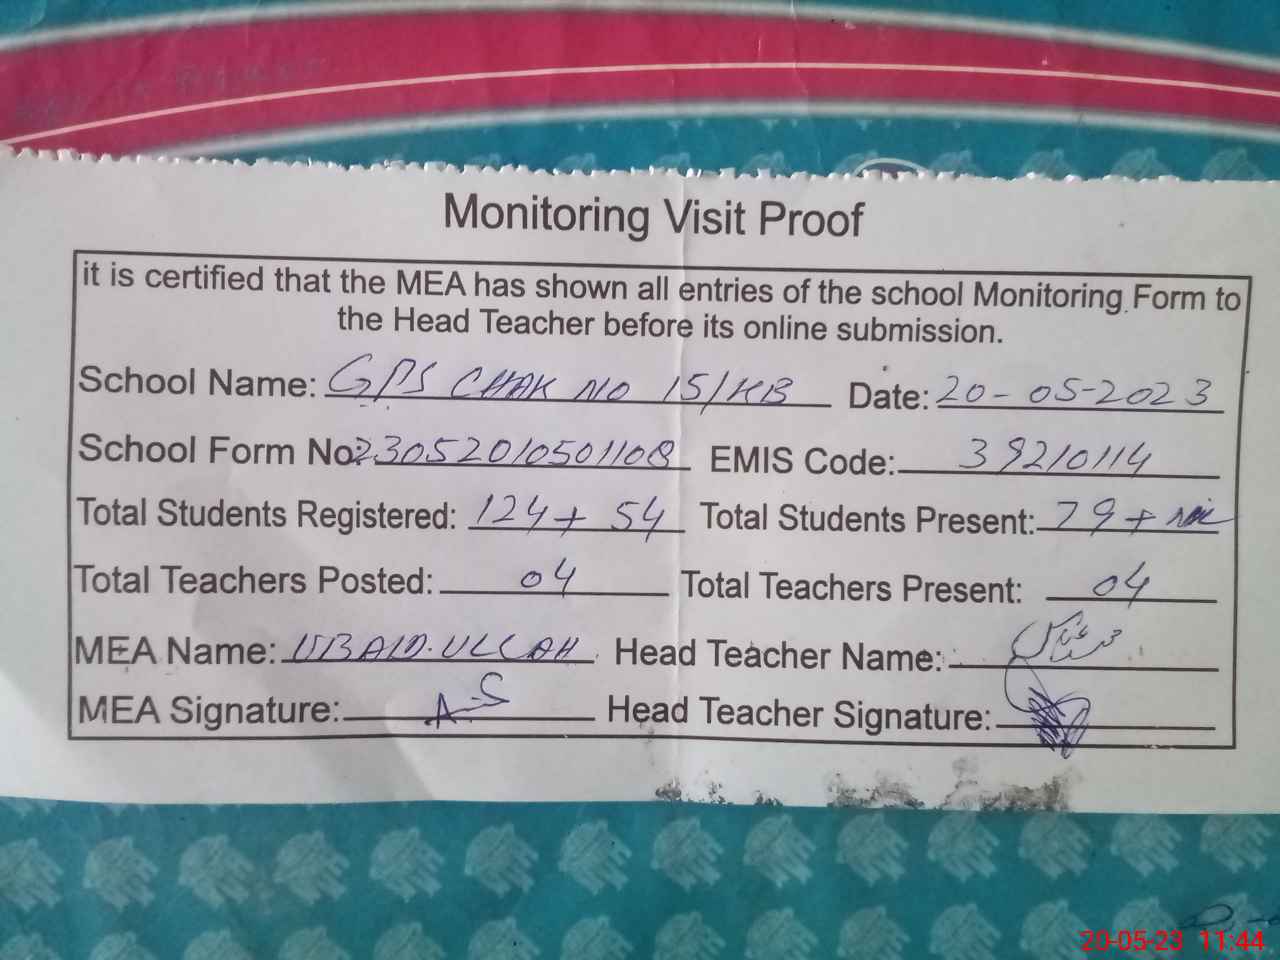 Monitoring Visit Proof
it is certified that the MEA has shown all entries of the school Monitoring Form to
the Head Teacher before its online submission.
School Name: GPS CHAK NO 15/KB Date: 20-05-2023
School Form No: 23052010501108 EMIS Code: 39210114
Total Students Registered: 124 + 54 Total Students Present: 79 + NIL
Total Teachers Posted: 04 Total Teachers Present: 04
MEA Name: UBAID.ULLAH Head Teacher Name:
MEA Signature: Head Teacher Signature:
20-05-23 11:44